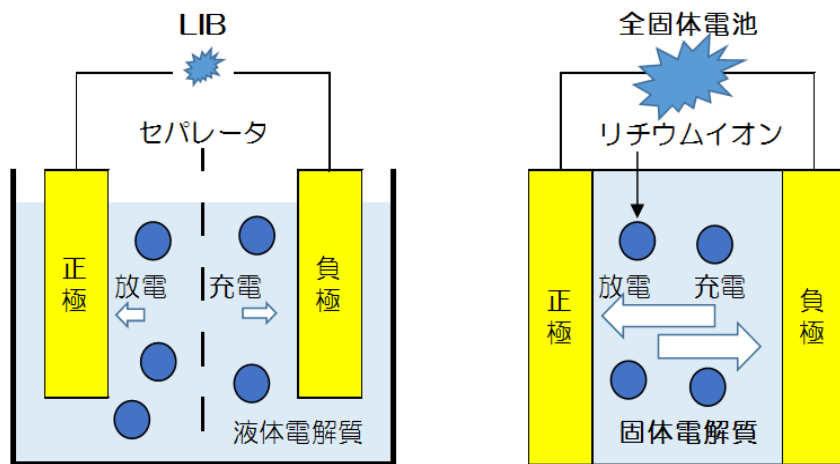 LIB
セパレータ
正極
放電
充電
負極
液体電解質
全固体電池
リチウムイオン
正極
放電
充電
負極
固体電解質